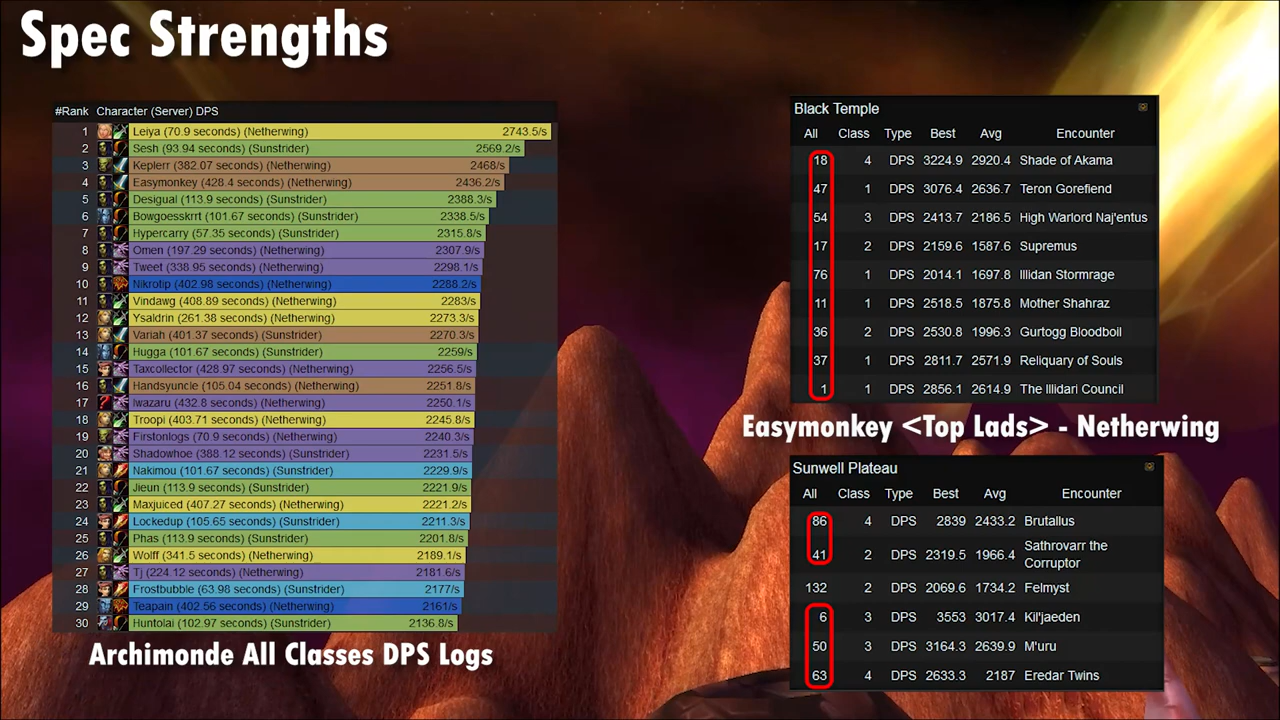 Spec Strengths
#Rank Character (Server) DPS
1 Leiya (70.9 seconds) (Netherwing) 2743.5/s
2 Sesh (93.94 seconds) (Sunstrider) 2569.2/s
3 Keplerr (382.07 seconds) (Netherwing) 2468/s
4 Easymonkey (428.4 seconds) (Netherwing) 2436.2/s
5 Desigual (113.9 seconds) (Sunstrider) 2388.3/s
6 Bowgoesskrrt (101.67 seconds) (Sunstrider) 2338.5/s
7 Hypercarry (57.35 seconds) (Sunstrider) 2315.8/s
8 Omen (197.29 seconds) (Netherwing) 2307.9/s
9 Tweet (338.95 seconds) (Netherwing) 2298.1/s
10 Nikrotip (402.98 seconds) (Netherwing) 2288.2/s
11 Vindawg (408.89 seconds) (Netherwing) 2283/s
12 Ysaldrin (261.38 seconds) (Netherwing) 2273.3/s
13 Variah (401.37 seconds) (Sunstrider) 2270.3/s
14 Hugga (101.67 seconds) (Sunstrider) 2259/s
15 Taxcollector (428.97 seconds) (Netherwing) 2256.5/s
16 Handsyuncle (105.04 seconds) (Netherwing) 2251.8/s
17 Iwazaru (432.8 seconds) (Netherwing) 2250.1/s
18 Troopi (403.71 seconds) (Netherwing) 2245.8/s
19 Firstonlogs (70.9 seconds) (Netherwing) 2240.3/s
20 Shadowhoe (388.12 seconds) (Netherwing) 2231.5/s
21 Nakimou (101.67 seconds) (Sunstrider) 2229.9/s
22 Jieun (113.9 seconds) (Sunstrider) 2221.9/s
23 Maxjuiced (407.27 seconds) (Netherwing) 2221.2/s
24 Lockedup (105.65 seconds) (Sunstrider) 2211.3/s
25 Phas (113.9 seconds) (Sunstrider) 2201.8/s
26 Wolff (341.5 seconds) (Netherwing) 2189.1/s
27 Tj (224.12 seconds) (Netherwing) 2181.6/s
28 Frostbubble (63.98 seconds) (Sunstrider) 2177/s
29 Teapain (402.56 seconds) (Netherwing) 2161/s
30 Huntolai (102.97 seconds) (Sunstrider) 2136.8/s
Archimonde All Classes DPS Logs
Black Temple
All Class Type Best Avg Encounter
18 4 DPS 3224.9 2920.4 Shade of Akama
47 1 DPS 3076.4 2636.7 Teron Gorefiend
54 3 DPS 2413.7 2186.5 High Warlord Naj'entus
17 2 DPS 2159.6 1587.6 Supremus
76 1 DPS 2014.1 1697.8 Illidan Stormrage
11 1 DPS 2518.5 1875.8 Mother Shahraz
36 2 DPS 2530.8 1996.3 Gurtogg Bloodboil
37 1 DPS 2811.7 2571.9 Reliquary of Souls
1 1 DPS 2856.1 2614.9 The Illidari Council
Easymonkey <Top Lads> - Netherwing
Sunwell Plateau
All Class Type Best Avg Encounter
86 4 DPS 2839 2433.2 Brutallus
41 2 DPS 2319.5 1966.4 Sathrovarr the
Corruptor
132 2 DPS 2069.6 1734.2 Felmyst
6 3 DPS 3553 3017.4 Kil'jaeden
50 3 DPS 3164.3 2639.9 M'uru
63 4 DPS 2633.3 2187 Eredar Twins